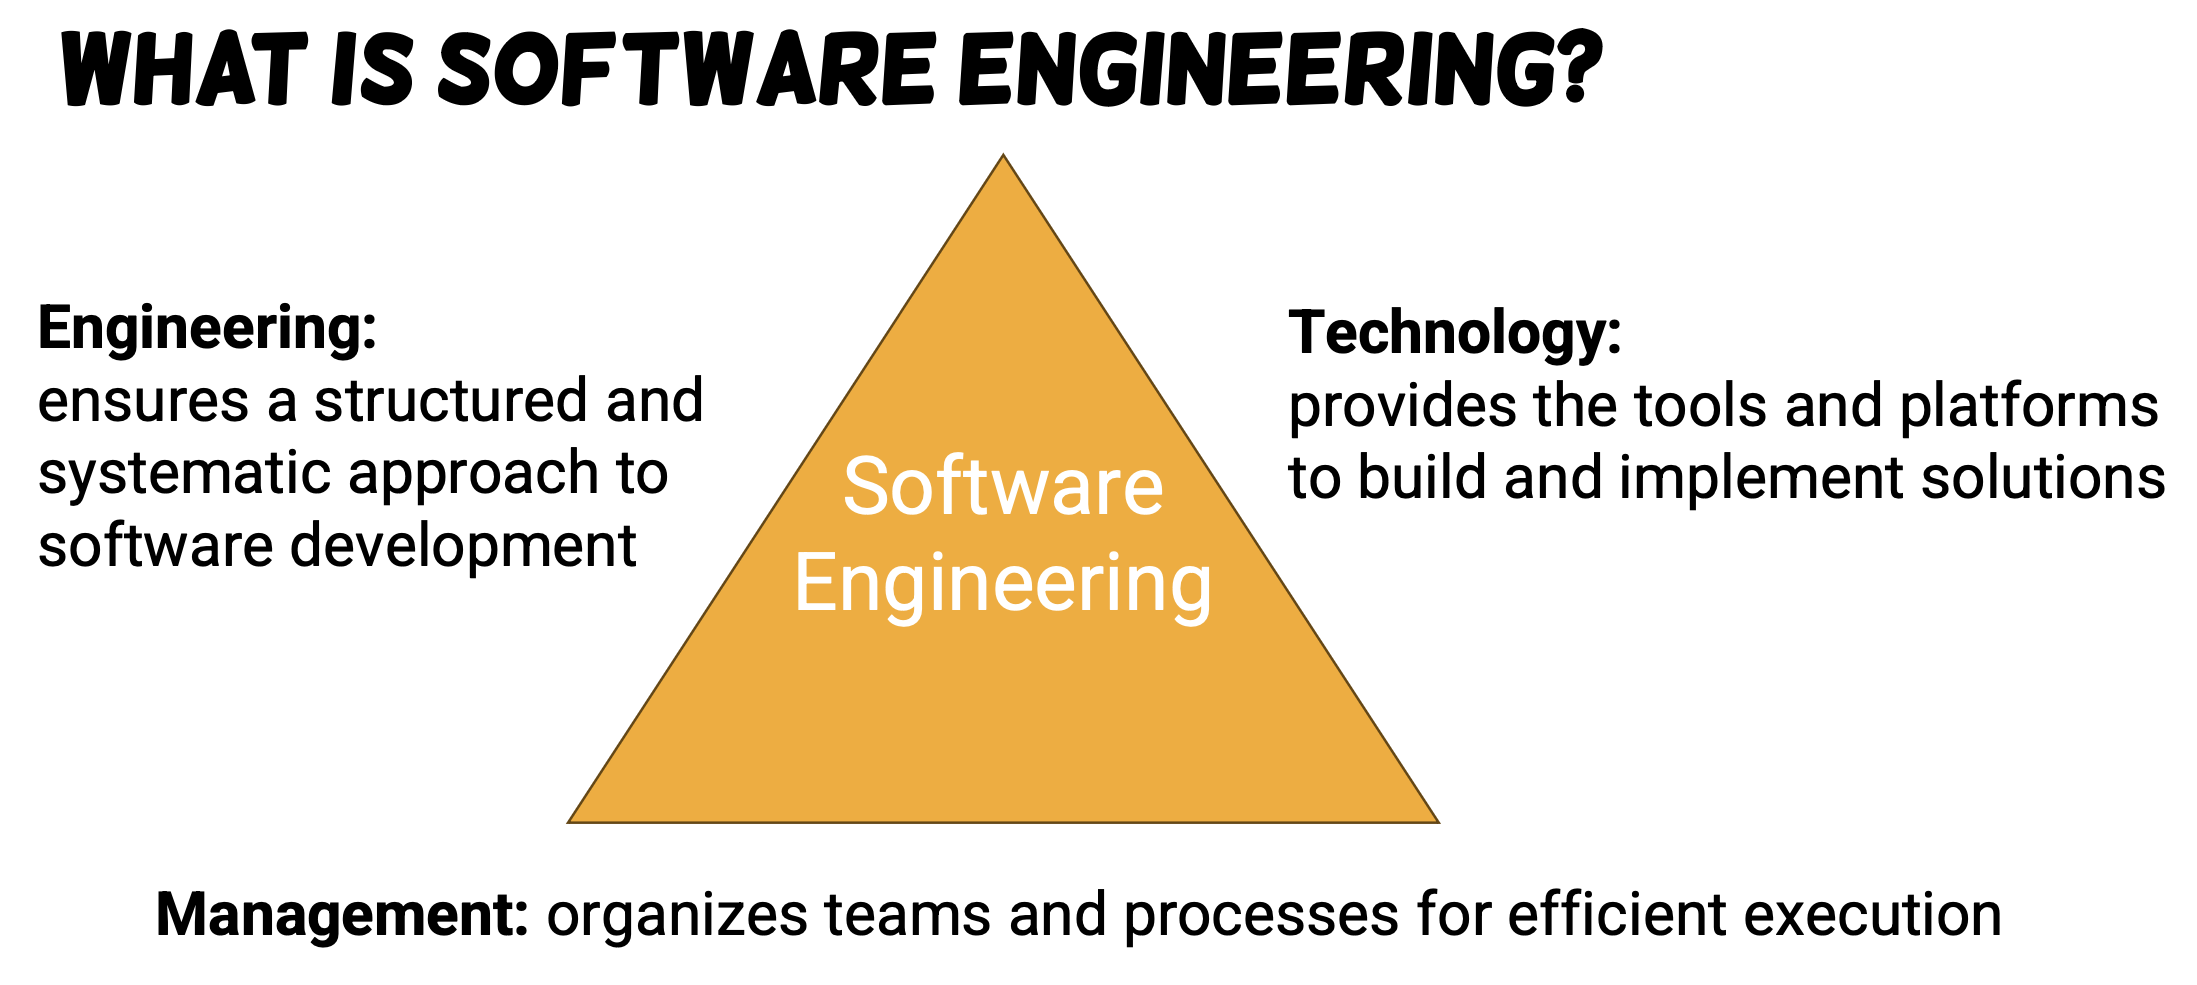 WHAT IS SOFTWARE ENGINEERING?
Engineering:
ensures a structured and
systematic approach to
software development
Software
Engineering
Technology:
provides the tools and platforms
to build and implement solutions
Management: organizes teams and processes for efficient execution